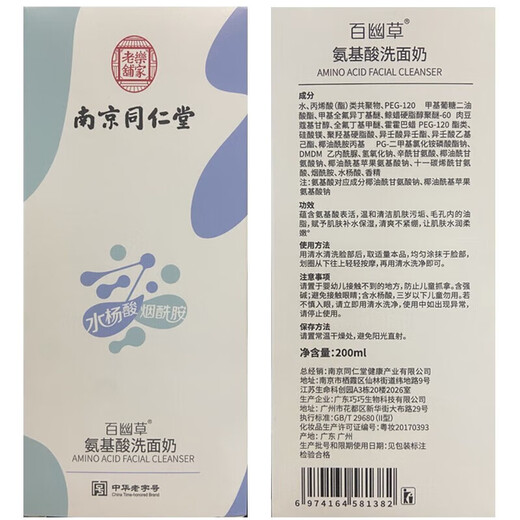 樂家
老舖
南京同仁堂
水杨酸 烟酰胺
百幽草®
氨基酸洗面奶
AMINO ACID FACIAL CLEANSER
中华老字号
China Time-honored Brand
百幽草®
氨基酸洗面奶
AMINO ACID FACIAL CLEANSER
成分
水、丙烯酸（酯）类共聚物、PEG-120 甲基葡糖二油
酸酯、甲基全氟异丁基醚、鲸蜡硬脂醇聚醚-60 肉豆
蔻基甘醇、全氟丁基甲醚、霍霍巴蜡 PEG-120 酯类、
硅酸镁、聚羟基硬脂酸、异壬酸异壬酯、异壬酸乙基
己酯、椰油酰胺丙基 PG-二甲基氯化铵磷酸酯钠、
DMDM 乙内酰脲、氢氧化钠、辛酰甘氨酸、椰油酰甘
氨酸钠、椰油酰苹果氨基酸钠、十一碳烯酰甘氨
酸、烟酰胺、水杨酸、香精
注：氨基酸对应成分椰油酰甘氨酸钠、椰油酰苹果
氨基酸钠
功效
蕴含氨基酸表活，温和清洁肌肤污垢、毛孔内的油
脂，赋予肌肤补水保湿，清爽不紧绷，让肌肤水润柔
嫩。
使用方法
用清水清洗脸部后，取适量本品，均匀涂抹于脸部，
划圈从下往上轻轻按摩，再用清水洗净即可。
注意事项
请置于婴幼儿接触不到的地方，防止儿童抓拿。含强
碱；避免接触眼睛；含水杨酸，三岁以下儿童勿用。若
不慎入眼，请立即用清水洗净，使用中如出现异常，
请停止使用。
保存方法
请置常温干燥处，避免阳光直射。
净含量：200ml
总经销：南京同仁堂健康产业有限公司
地址：南京市栖霞区仙林街道纬地路9号
江苏生命科创园A3栋20楼2026室
生产企业：广东巧巧生物科技有限公司
地址：广州市花都区新华街大布路29号
执行标准：GB/T 29680 (II型)
化妆品生产许可证编号：粤妆20170393
产地：广东 广州
生产批号和限期使用日期：见包装标注
检验合格
6 974164 581382